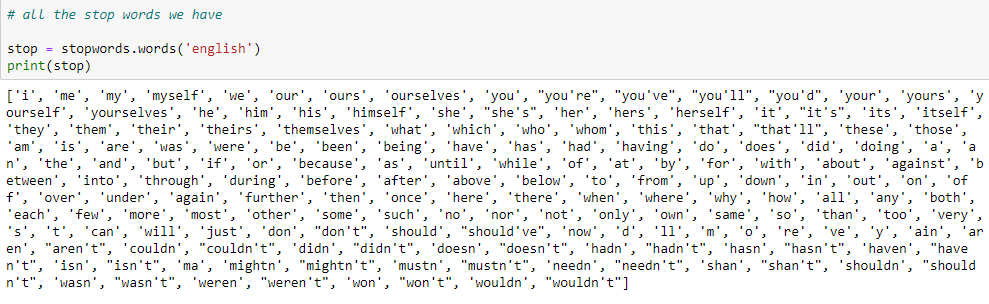 # all the stop words we have
stop = stopwords.words('english')
print(stop)
['i', 'me', 'my', 'myself', 'we', 'our', 'ours', 'ourselves', 'you', "you're", "you've", "you'll", "you'd", 'your', 'yours', 'y
ourself', 'yourselves', 'he', 'him', 'his', 'himself', 'she', "she's", 'her', 'hers', 'herself', 'it', "it's", 'its', 'itself',
'they', 'them', 'their', 'theirs', 'themselves', 'what', 'which', 'who', 'whom', 'this', 'that', "that'll", 'these', 'those',
'am', 'is', 'are', 'was', 'were', 'be', 'been', 'being', 'have', 'has', 'had', 'having', 'do', 'does', 'did', 'doing', 'a', 'a
n', 'the', 'and', 'but', 'if', 'or', 'because', 'as', 'until', 'while', 'of', 'at', 'by', 'for', 'with', 'about', 'against', 'b
etween', 'into', 'through', 'during', 'before', 'after', 'above', 'below', 'to', 'from', 'up', 'down', 'in', 'out', 'on', 'of
f', 'over', 'under', 'again', 'further', 'then', 'once', 'here', 'there', 'when', 'where', 'why', 'how', 'all', 'any', 'both',
'each', 'few', 'more', 'most', 'other', 'some', 'such', 'no', 'nor', 'not', 'only', 'own', 'same', 'so', 'than', 'too', 'very',
's', 't', 'can', 'will', 'just', 'don', "don't", 'should', "should've", 'now', 'd', 'll', 'm', 'o', 're', 've', 'y', 'ain', 'ar
en', "aren't", 'couldn', "couldn't", 'didn', "didn't", 'doesn', "doesn't", 'hadn', "hadn't", 'hasn', "hasn't", 'haven', "have
n't", 'isn', "isn't", 'ma', 'mightn', "mightn't", 'mustn', "mustn't", 'needn', "needn't", 'shan', "shan't", 'shouldn', "should
n't", 'wasn', "wasn't", 'weren', "weren't", 'won', "won't", 'wouldn', "wouldn't"]